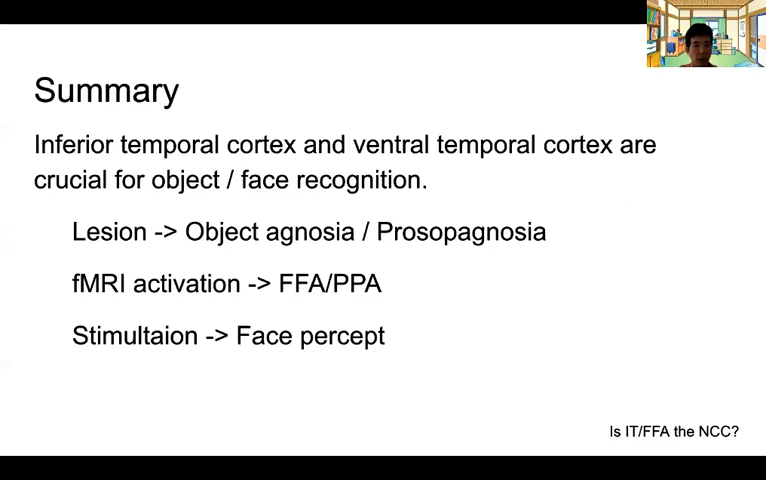 Summary
Inferior temporal cortex and ventral temporal cortex are
crucial for object / face recognition.
Lesion -> Object agnosia / Prosopagnosia
fMRI activation -> FFA/PPA
Stimultaion -> Face percept
Is IT/FFA the NCC?